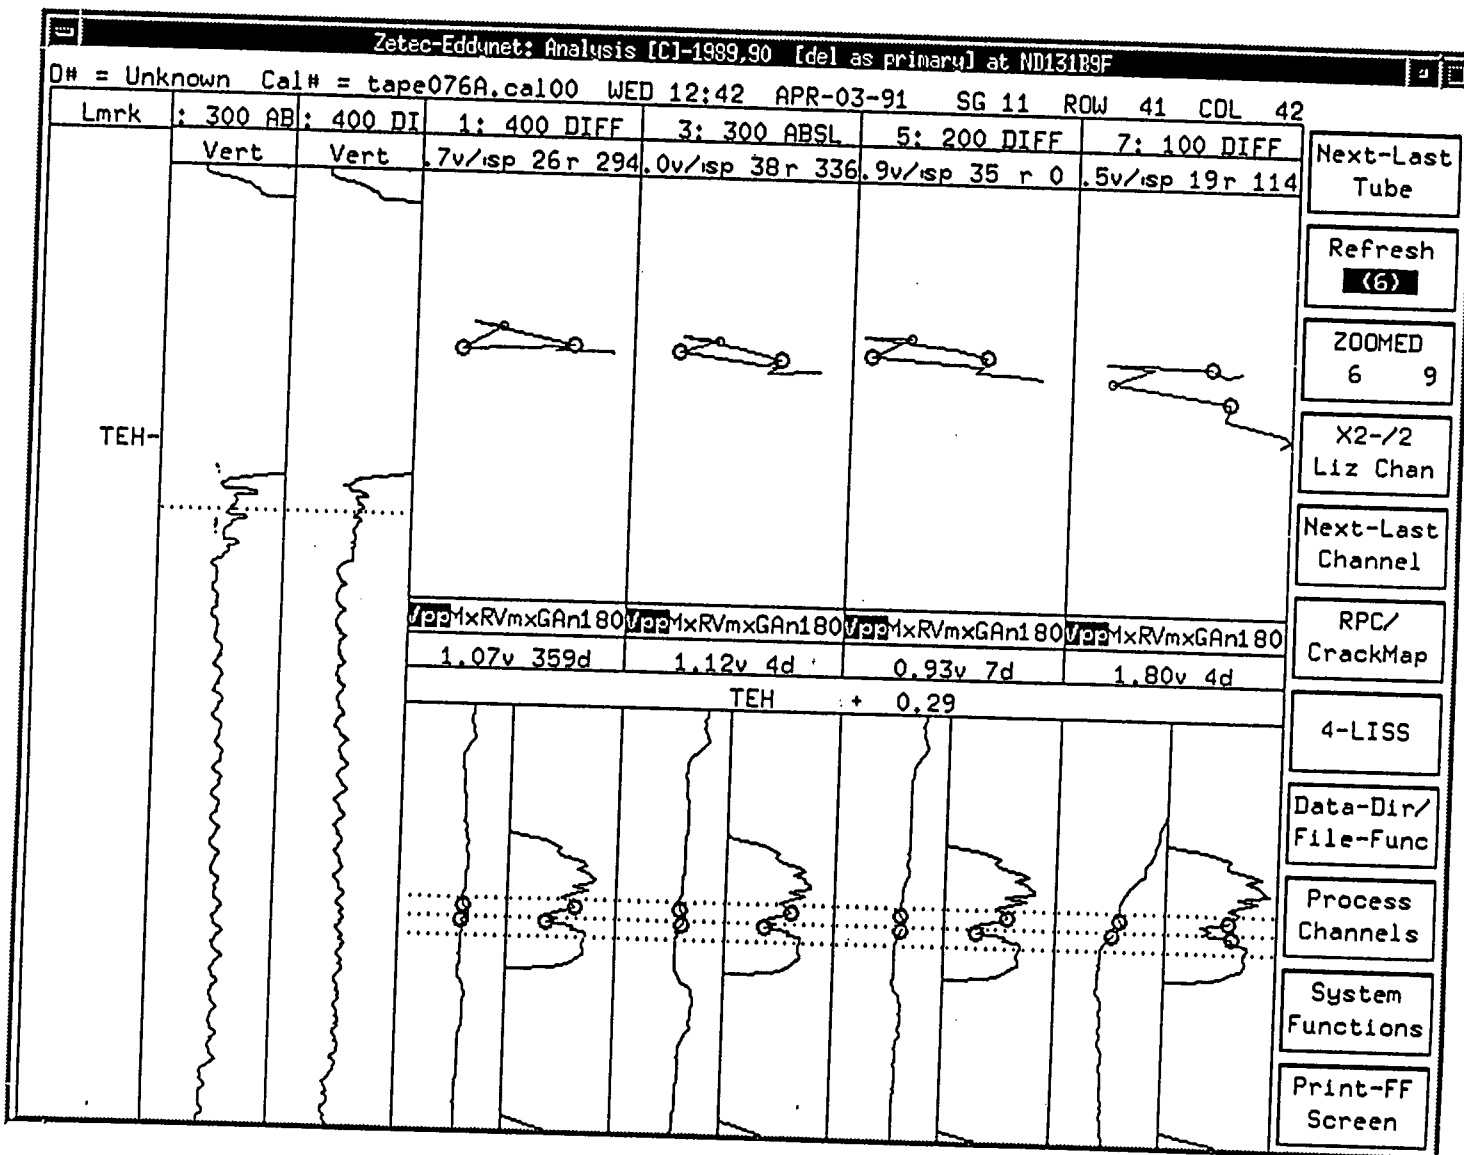 Zetec-Eddynet: Analysis [C]-1989,90 [del as primary] at ND131B9F
O# = Unknown Cal# = tape076A.cal00 WED 12:42 APR-03-91 SG 11 ROW 41 COL 42
Lmrk : 300 AB : 400 DI 1: 400 DIFF 3: 300 ABSL 5: 200 DIFF 7: 100 DIFF
Vert Vert .7v/sp 26r 294 .0v/sp 38r 336 .9v/sp 35 r 0 .5v/sp 19r 114
TEH-
VppMxRVmxGAn180 VppMxRVmxGAn180 VppMxRVmxGAn180 VppMxRVmxGAn180
1.07v 359d 1.12v 4d 0.93v 7d 1.80v 4d
TEH + 0.29
Next-Last
Tube
Refresh
(6)
ZOOMED
6 9
X2-/2
Liz Chan
Next-Last
Channel
RPC/
CrackMap
4-LISS
Data-Dir/
File-Func
Process
Channels
System
Functions
Print-FF
Screen